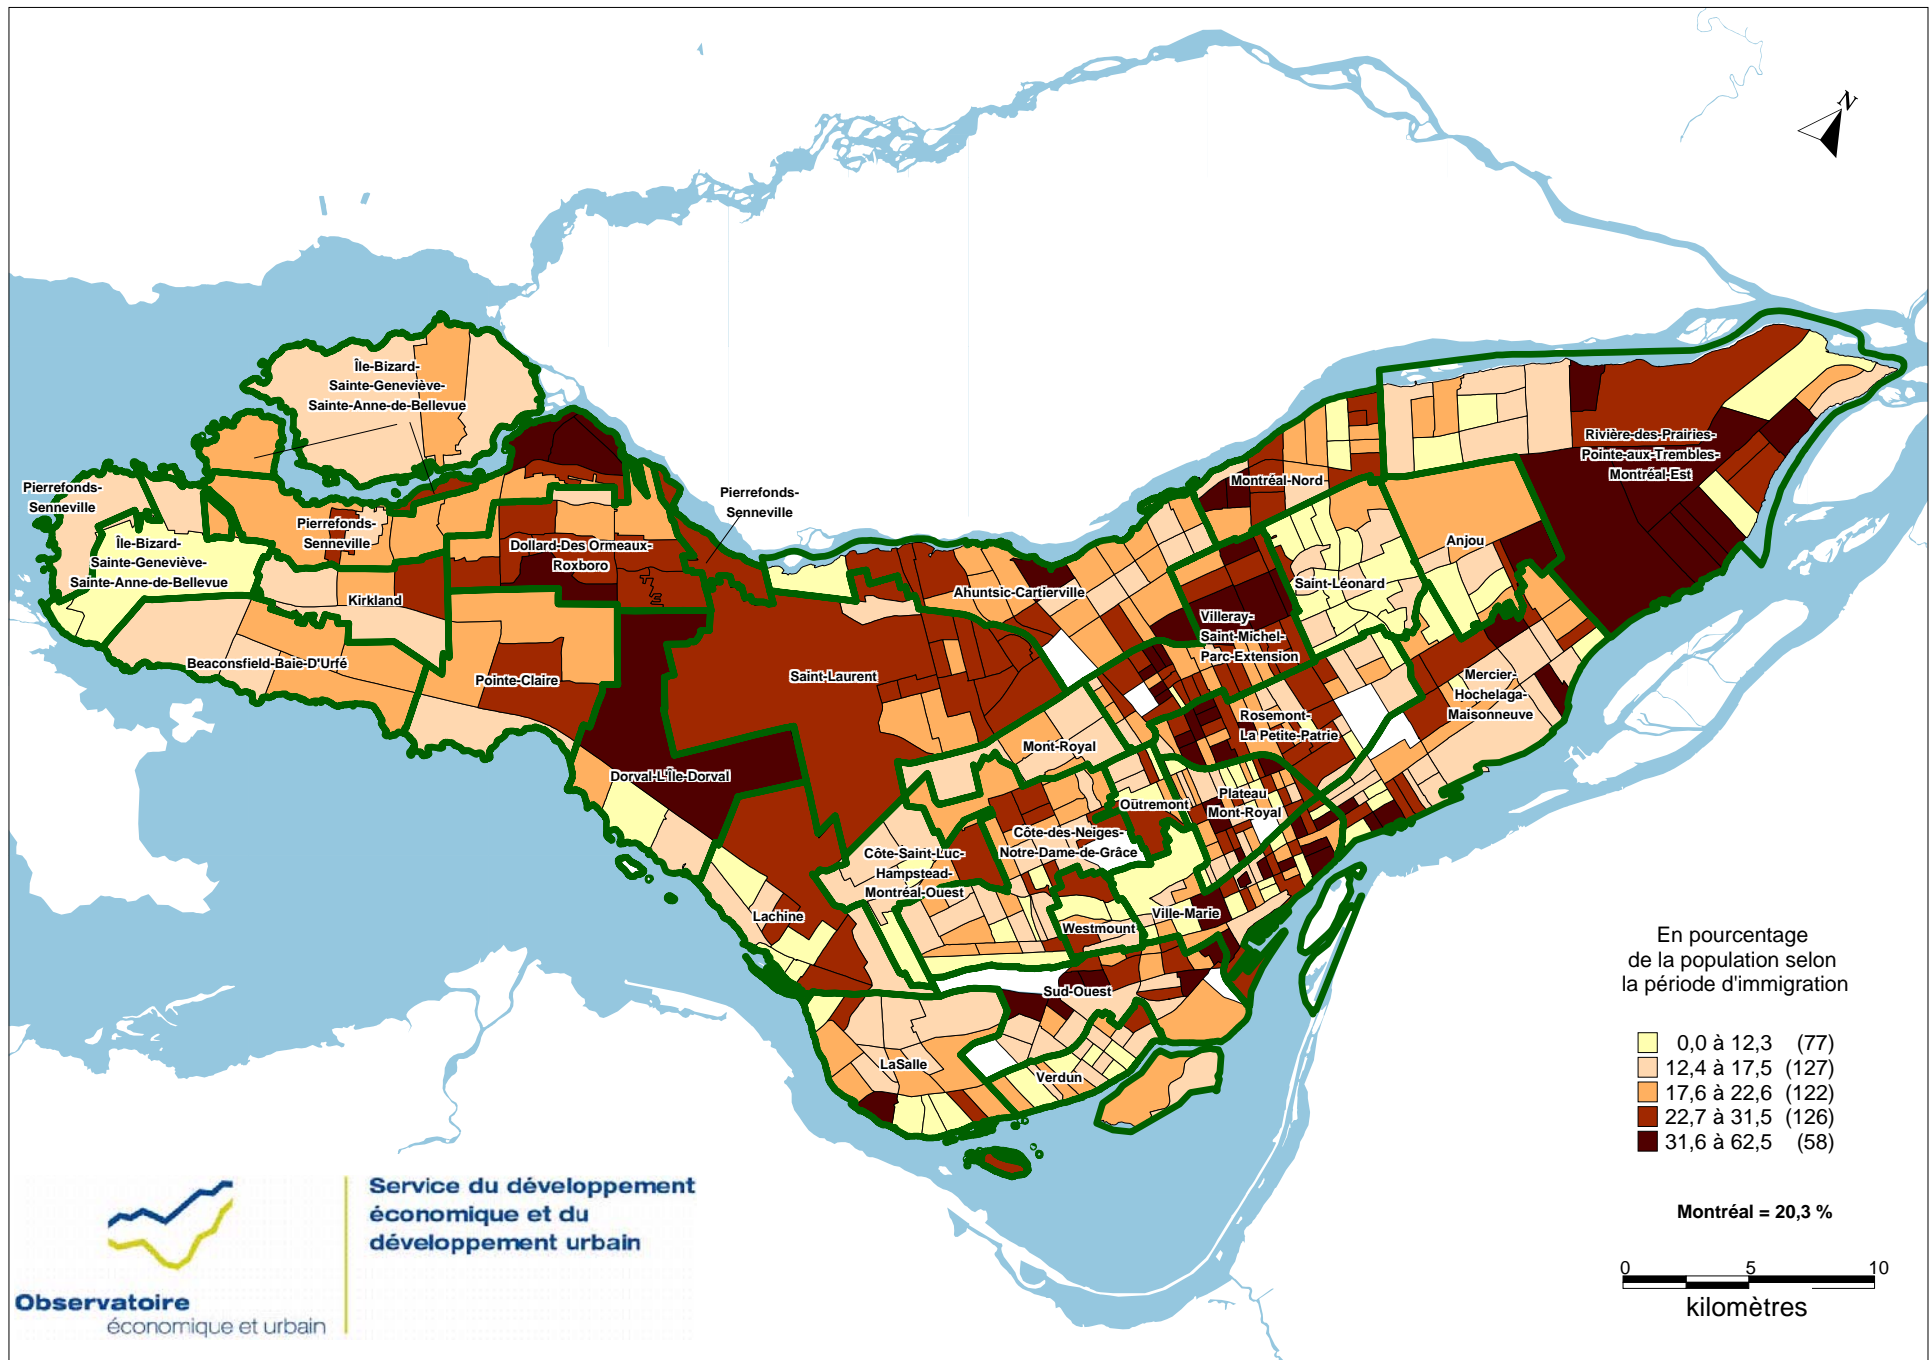 N
Île-Bizard-
Sainte-Geneviève-
Sainte-Anne-de-Bellevue
Pierrefonds-
Senneville
Île-Bizard-
Sainte-Geneviève-
Sainte-Anne-de-Bellevue
Pierrefonds-
Senneville
Pierrefonds-
Senneville
Dollard-Des Ormeaux-
Roxboro
Kirkland
Beaconsfield-Baie-D'Urfé
Pointe-Claire
Dorval-L'Île-Dorval
Saint-Laurent
Ahuntsic-Cartierville
Montréal-Nord
Rivière-des-Prairies-
Pointe-aux-Trembles-
Montréal-Est
Anjou
Saint-Léonard
Villeray-
Saint-Michel-
Parc-Extension
Mercier-
Hochelaga-
Maisonneuve
Rosemont-
La Petite-Patrie
Mont-Royal
Outremont
Plateau
Mont-Royal
Côte-des-Neiges-
Notre-Dame-de-Grâce
Côte-Saint-Luc-
Hampstead-
Montréal-Ouest
Lachine
Westmount
Ville-Marie
Sud-Ouest
LaSalle
Verdun
En pourcentage
de la population selon
la période d'immigration
0,0 à 12,3 (77)
12,4 à 17,5 (127)
17,6 à 22,6 (122)
22,7 à 31,5 (126)
31,6 à 62,5 (58)
Montréal = 20,3 %
0 5 10
kilomètres
Service du développement
économique et du
développement urbain
Observatoire
économique et urbain